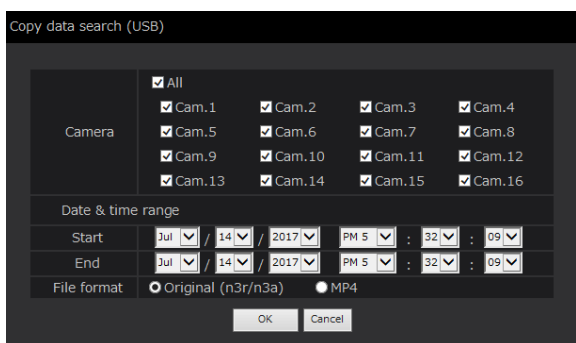 Copy data search (USB)
All
Cam.1 Cam.2 Cam.3 Cam.4
Camera Cam.5 Cam.6 Cam.7 Cam.8
Cam.9 Cam.10 Cam.11 Cam.12
Cam.13 Cam.14 Cam.15 Cam.16
Date & time range
Start Jul / 14 / 2017 PM 5 : 32 : 09
End Jul / 14 / 2017 PM 5 : 32 : 09
File format Original (n3r/n3a) MP4
OK Cancel